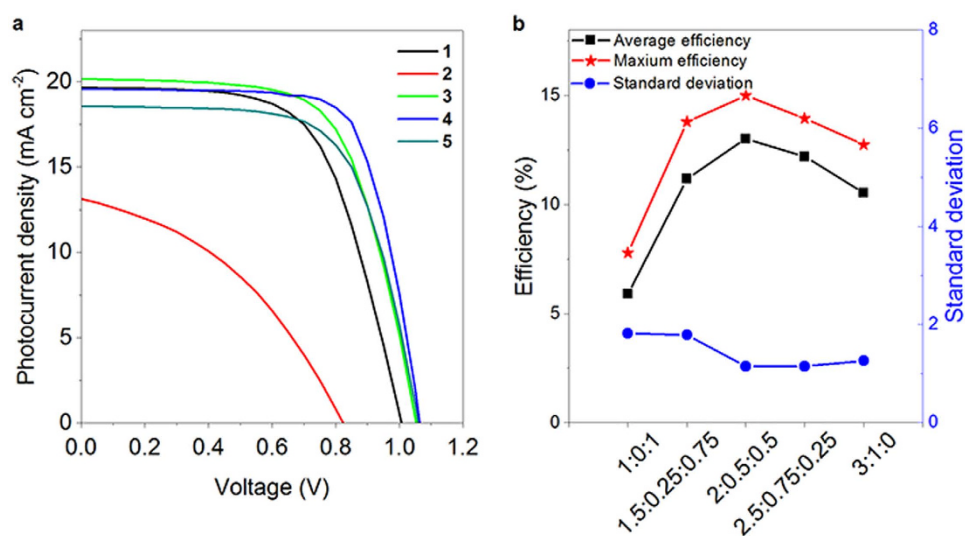 a
Photocurrent density (mA cm⁻²)
20
15
10
5
0
0.0 0.2 0.4 0.6 0.8 1.0 1.2
Voltage (V)
1
2
3
4
5
b
Efficiency (%)
15
10
5
0
Average efficiency
Maxium efficiency
Standard deviation
8
6
4
2
0
Standard deviation
1:0:1
1.5:0.25:0.75
2:0.5:0.5
2.5:0.75:0.25
3:1:0